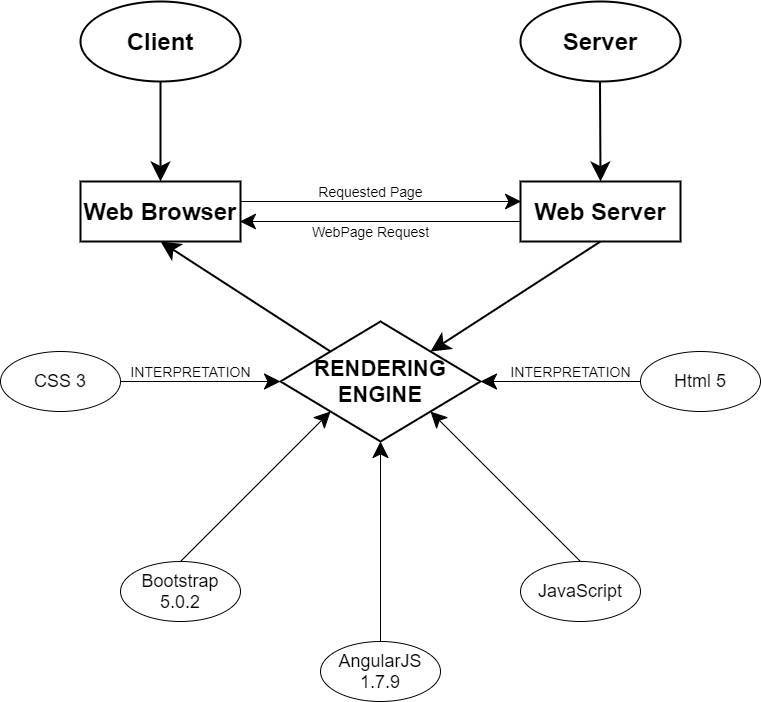 Client
Server
Requested Page
Web Browser
Web Server
WebPage Request
RENDERING
ENGINE
CSS 3
INTERPRETATION
INTERPRETATION
Html 5
Bootstrap
5.0.2
JavaScript
AngularJS
1.7.9